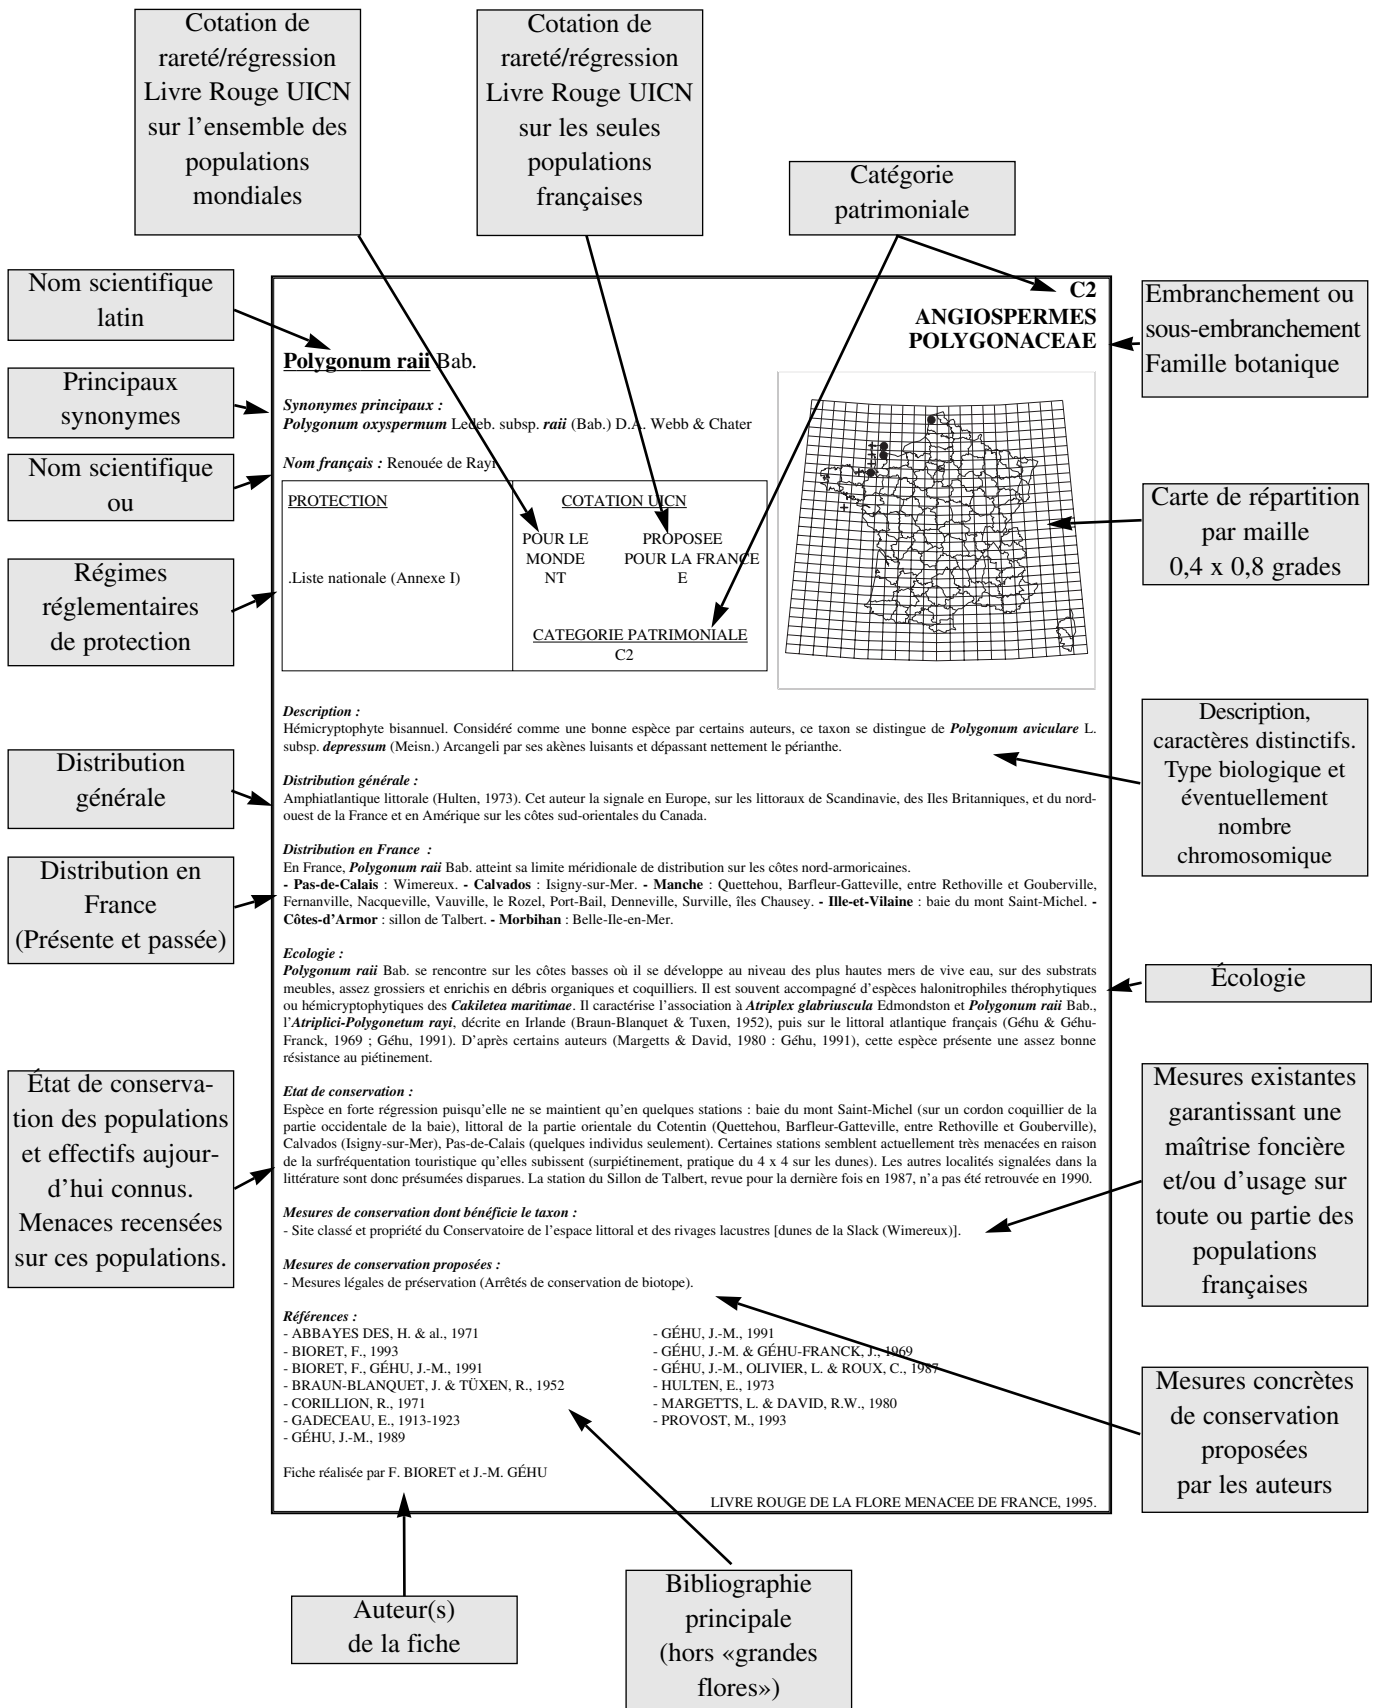 Cotation de
rareté/régression
Livre Rouge UICN
sur l’ensemble des
populations
mondiales
Cotation de
rareté/régression
Livre Rouge UICN
sur les seules
populations
françaises
Catégorie
patrimoniale
Nom scientifique
latin
Principaux
synonymes
Nom scientifique
ou
Régimes
réglementaires
de protection
Distribution
générale
Distribution en
France
(Présente et passée)
État de conserva-
tion des populations
et effectifs aujour-
d’hui connus.
Menaces recensées
sur ces populations.
C2
ANGIOSPERMES
POLYGONACEAE
Polygonum raii Bab.
Synonymes principaux :
Polygonum oxyspermum Ledeb. subsp. raii (Bab.) D.A. Webb & Chater
Nom français : Renouée de Ray
PROTECTION
.Liste nationale (Annexe I)
COTATION UICN
POUR LE
MONDE
NT
PROPOSEE
POUR LA FRANCE
E
CATEGORIE PATRIMONIALE
C2
Description :
Hémicryptophyte bisannuel. Considéré comme une bonne espèce par certains auteurs, ce taxon se distingue de Polygonum aviculare L.
subsp. depressum (Meisn.) Arcangeli par ses akènes luisants et dépassant nettement le périanthe.
Distribution générale :
Amphiatlantique littorale (Hulten, 1973). Cet auteur la signale en Europe, sur les littoraux de Scandinavie, des Iles Britanniques, et du nord-
ouest de la France et en Amérique sur les côtes sud-orientales du Canada.
Distribution en France :
En France, Polygonum raii Bab. atteint sa limite méridionale de distribution sur les côtes nord-armoricaines.
- Pas-de-Calais : Wimereux. - Calvados : Isigny-sur-Mer. - Manche : Quettehou, Barfleur-Gatteville, entre Rethoville et Gouberville,
Fernanville, Nacqueville, Vauville, le Rozel, Port-Bail, Denneville, Surville, îles Chausey. - Ille-et-Vilaine : baie du mont Saint-Michel. -
Côtes-d’Armor : sillon de Talbert. - Morbihan : Belle-Ile-en-Mer.
Ecologie :
Polygonum raii Bab. se rencontre sur les côtes basses où il se développe au niveau des plus hautes mers de vive eau, sur des substrats
meubles, assez grossiers et enrichis en débris organiques et coquilliers. Il est souvent accompagné d’espèces halonitrophiles thérophytiques
ou hémicryptophytiques des Cakiletea maritimae. Il caractérise l’association à Atriplex glabriuscula Edmondston et Polygonum raii Bab.,
l’Atriplici-Polygonetum rayi, décrite en Irlande (Braun-Blanquet & Tuxen, 1952), puis sur le littoral atlantique français (Géhu & Géhu-
Franck, 1969 ; Géhu, 1991). D’après certains auteurs (Margetts & David, 1980 : Géhu, 1991), cette espèce présente une assez bonne
résistance au piétinement.
Etat de conservation :
Espèce en forte régression puisqu’elle ne se maintient qu’en quelques stations : baie du mont Saint-Michel (sur un cordon coquillier de la
partie occidentale de la baie), littoral de la partie orientale du Cotentin (Quettehou, Barfleur-Gatteville, entre Rethoville et Gouberville),
Calvados (Isigny-sur-Mer), Pas-de-Calais (quelques individus seulement). Certaines stations semblent actuellement très menacées en raison
de la surfréquentation touristique qu’elles subissent (surpiétinement, pratique du 4 x 4 sur les dunes). Les autres localités signalées dans la
littérature sont donc présumées disparues. La station du Sillon de Talbert, revue pour la dernière fois en 1987, n’a pas été retrouvée en 1990.
Mesures de conservation dont bénéficie le taxon :
- Site classé et propriété du Conservatoire de l’espace littoral et des rivages lacustres [dunes de la Slack (Wimereux)].
Mesures de conservation proposées :
- Mesures légales de préservation (Arrêtés de conservation de biotope).
Références :
- ABBAYES DES, H. & al., 1971
- BIORET, F., 1993
- BIORET, F., GÉHU, J.-M., 1991
- BRAUN-BLANQUET, J. & TÜXEN, R., 1952
- CORILLION, R., 1971
- GADECEAU, E., 1913-1923
- GÉHU, J.-M., 1989
- GÉHU, J.-M., 1991
- GÉHU, J.-M. & GÉHU-FRANCK, J., 1969
- GÉHU, J.-M., OLIVIER, L. & ROUX, C., 1987
- HULTEN, E., 1973
- MARGETTS, L. & DAVID, R.W., 1980
- PROVOST, M., 1993
Fiche réalisée par F. BIORET et J.-M. GÉHU
LIVRE ROUGE DE LA FLORE MENACEE DE FRANCE, 1995.
Embranchement ou
sous-embranchement
Famille botanique
Carte de répartition
par maille
0,4 x 0,8 grades
Description,
caractères distinctifs.
Type biologique et
éventuellement
nombre
chromosomique
Écologie
Mesures existantes
garantissant une
maîtrise foncière
et/ou d’usage sur
toute ou partie des
populations
françaises
Mesures concrètes
de conservation
proposées
par les auteurs
Auteur(s)
de la fiche
Bibliographie
principale
(hors «grandes
flores»)